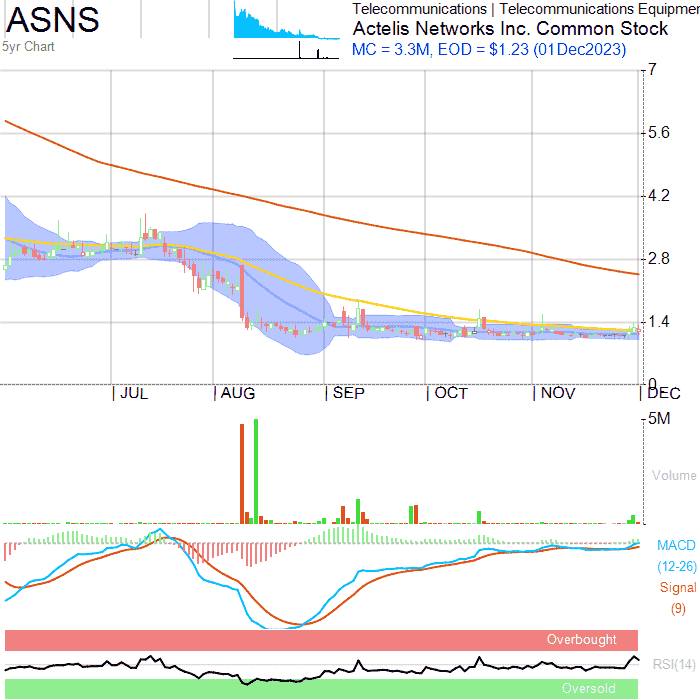 ASNS
5yr Chart
Telecommunications | Telecommunications Equipmen
Actelis Networks Inc. Common Stock
MC = 3.3M, EOD = $1.23 (01Dec2023)
7
5.6
4.2
2.8
1.4
0
JUL AUG SEP OCT NOV DEC
5M
Volume
MACD
(12-26)
Signal
(9)
Overbought
RSI(14)
Oversold